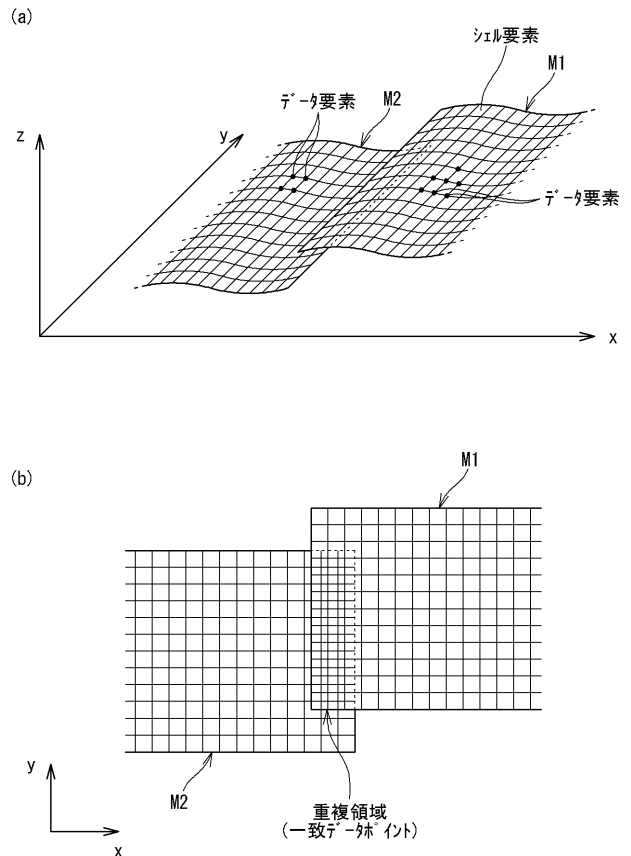 (a)
シェル要素
M1
データ要素
M2
z
y
データ要素
x
(b)
M1
y
M2
重複領域
(一致データポイント)
x